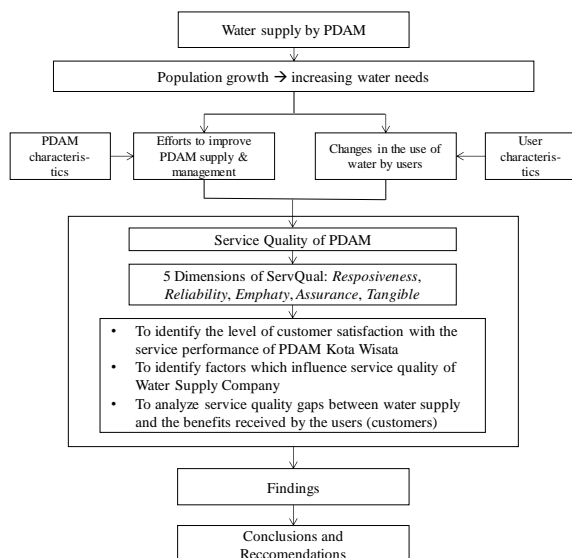 Water supply by PDAM
Population growth → increasing water needs
PDAM
characteris-
tics
Efforts to improve
PDAM supply &
management
Changes in the use of
water by users
User
characteris-
tics
Service Quality of PDAM
5 Dimensions of ServQual: Resposiveness,
Reliability, Emphaty, Assurance, Tangible
• To identify the level of customer satisfaction with the
service performance of PDAM Kota Wisata
• To identify factors which influence service quality of
Water Supply Company
• To analyze service quality gaps between water supply
and the benefits received by the users (customers)
Findings
Conclusions and
Reccomendations